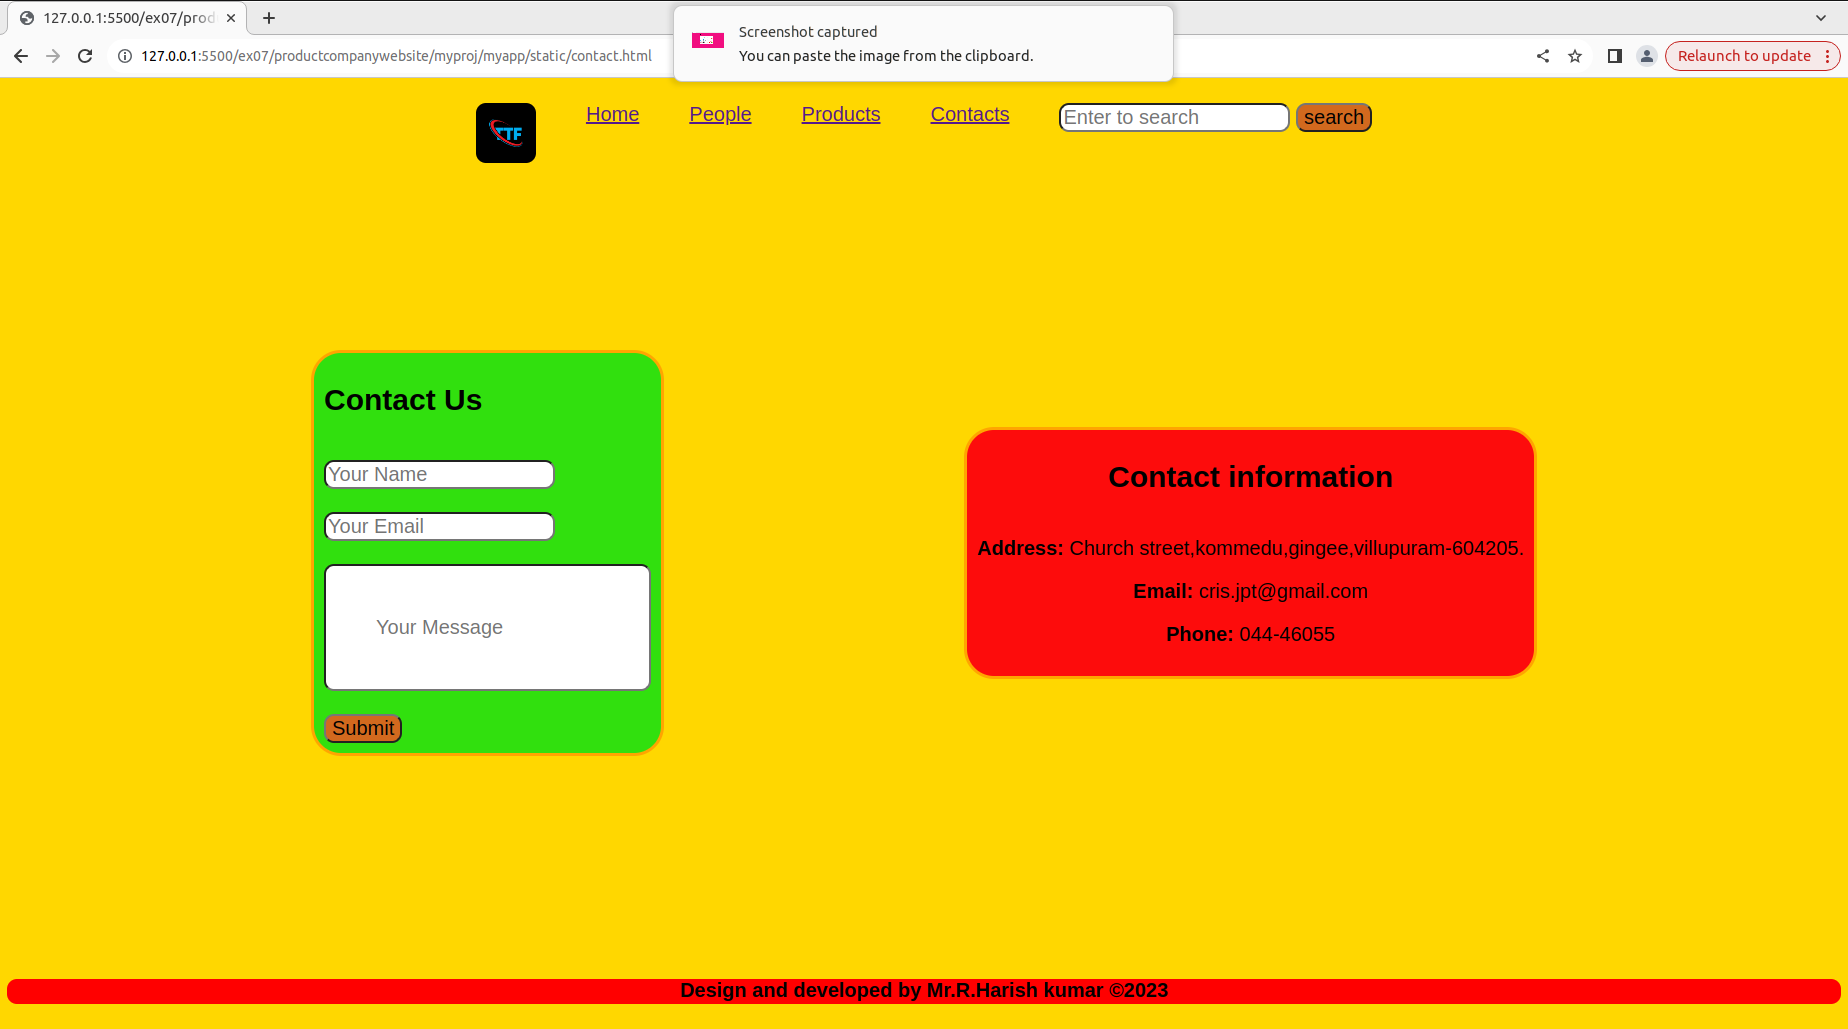 127.0.0.1:5500/ex07/prod
Screenshot captured
You can paste the image from the clipboard.
127.0.0.1:5500/ex07/productcompanywebsite/myproj/myapp/static/contact.html
Relaunch to update
TTF
Home
People
Products
Contacts
Enter to search
search
Contact Us
Your Name
Your Email
Your Message
Submit
Contact information
Address: Church street,kommedu,gingee,villupuram-604205.
Email: cris.jpt@gmail.com
Phone: 044-46055
Design and developed by Mr.R.Harish kumar ©2023